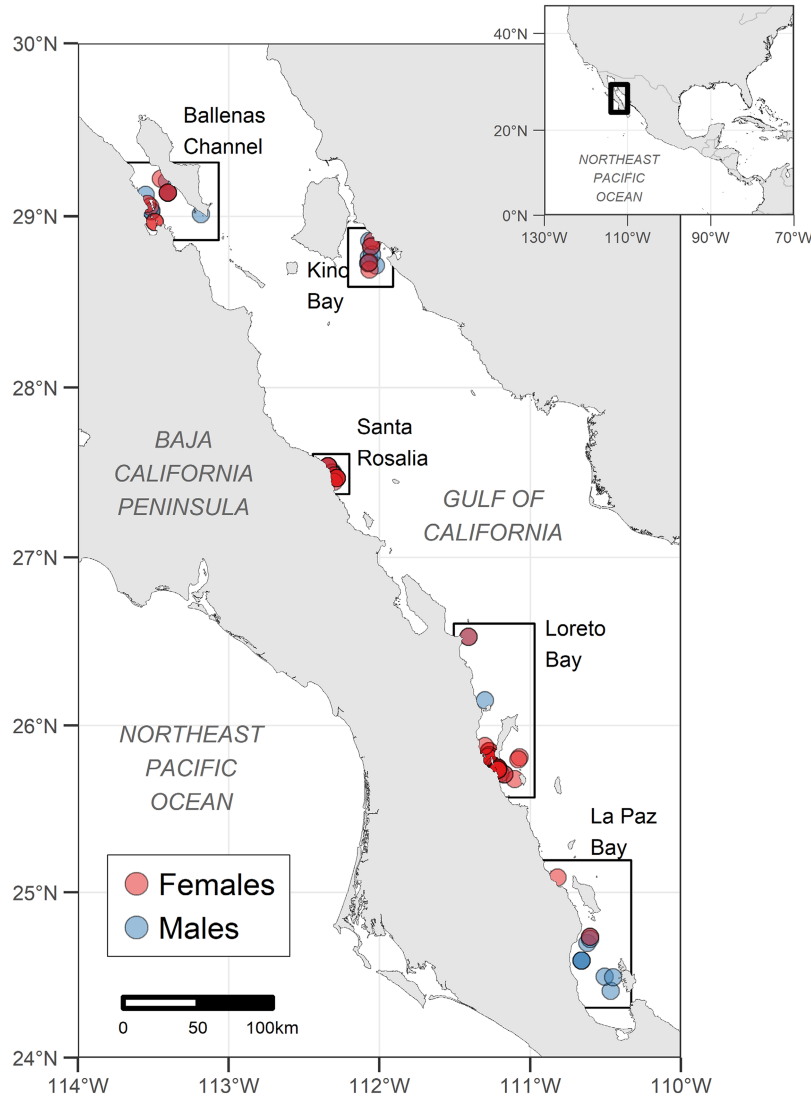 40°N
20°N
0°N
NORTHEAST
PACIFIC
OCEAN
130°W 110°W 90°W 70°W
30°N
29°N
28°N
27°N
26°N
25°N
24°N
Ballenas
Channel
Kino
Bay
Santa
Rosalia
BAJA
CALIFORNIA
PENINSULA
GULF OF
CALIFORNIA
Loreto
Bay
NORTHEAST
PACIFIC
OCEAN
La Paz
Bay
Females
Males
0 50 100km
114°W 113°W 112°W 111°W 110°W